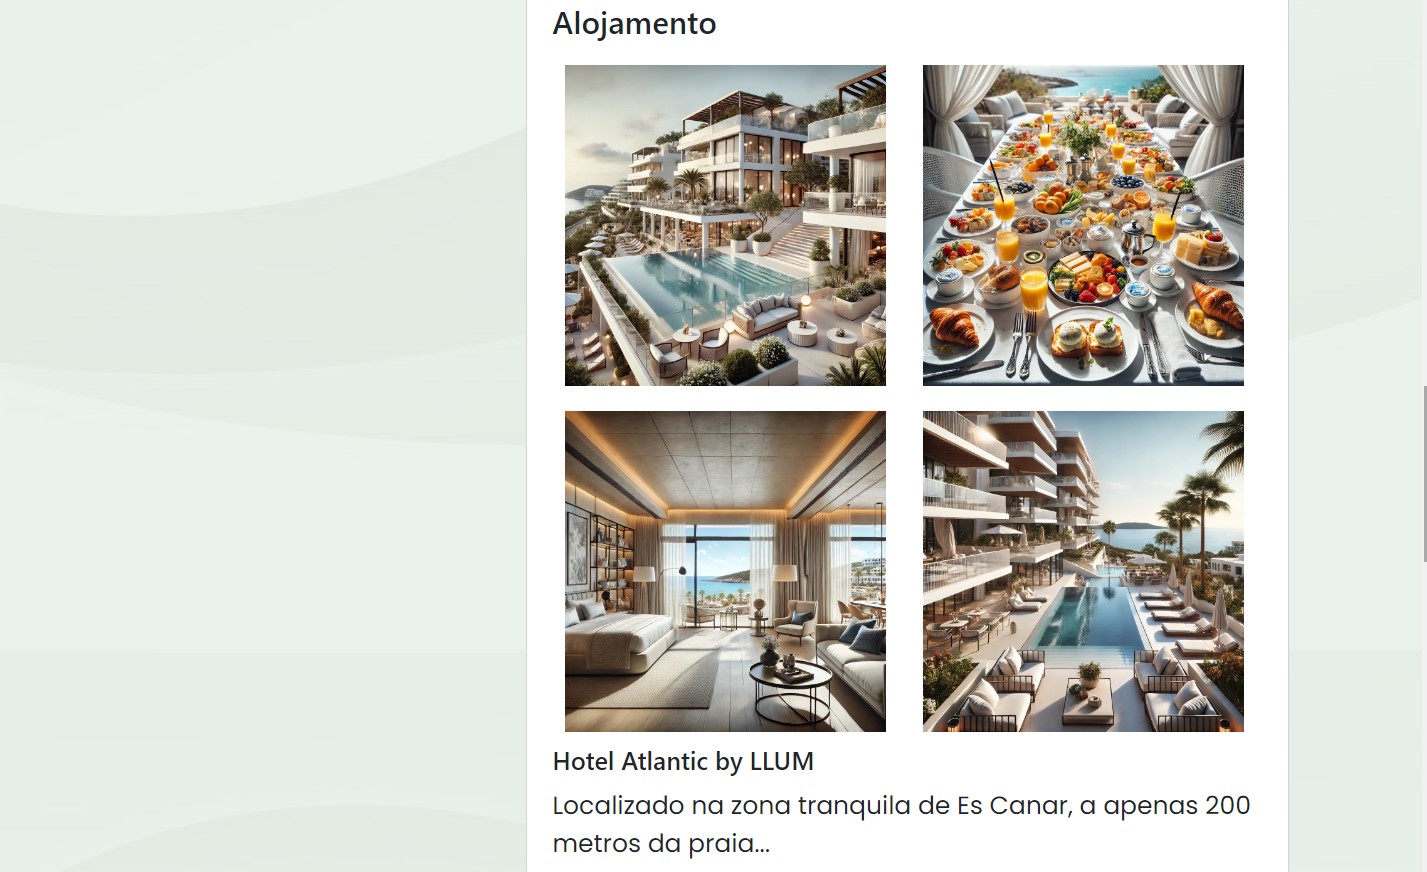 Alojamento
Hotel Atlantic by LLUM
Localizado na zona tranquila de Es Canar, a apenas 200
metros da praia...